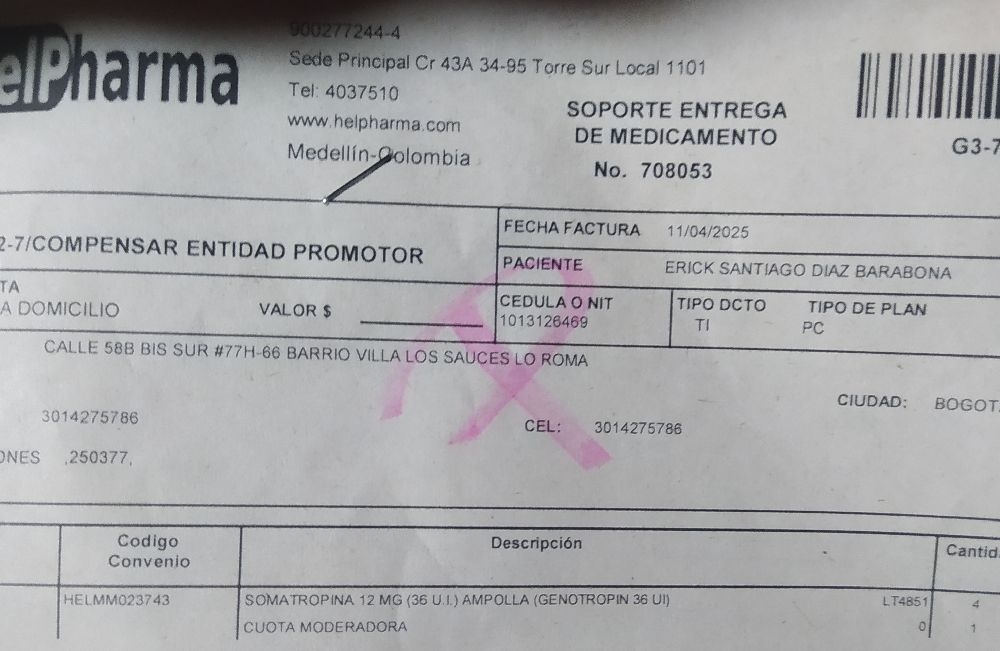 elPharma
900277244-4
Sede Principal Cr 43A 34-95 Torre Sur Local 1101
Tel: 4037510
www.helpharma.com
Medellín-Colombia
SOPORTE ENTREGA
DE MEDICAMENTO
No. 708053
G3-7
2-7/COMPENSAR ENTIDAD PROMOTOR
FECHA FACTURA 11/04/2025
PACIENTE ERICK SANTIAGO DIAZ BARABONA
TA
A DOMICILIO VALOR $
CEDULA O NIT
1013126469
TIPO DCTO
TI
TIPO DE PLAN
PC
CALLE 58B BIS SUR #77H-66 BARRIO VILLA LOS SAUCES LO ROMA
CIUDAD: BOGOT
3014275786
CEL: 3014275786
ONES ,250377,
Codigo
Convenio
Descripción
Cantid
HELMM023743 SOMATROPINA 12 MG (36 U.I.) AMPOLLA (GENOTROPIN 36 UI) LT4851 4
CUOTA MODERADORA 0 1